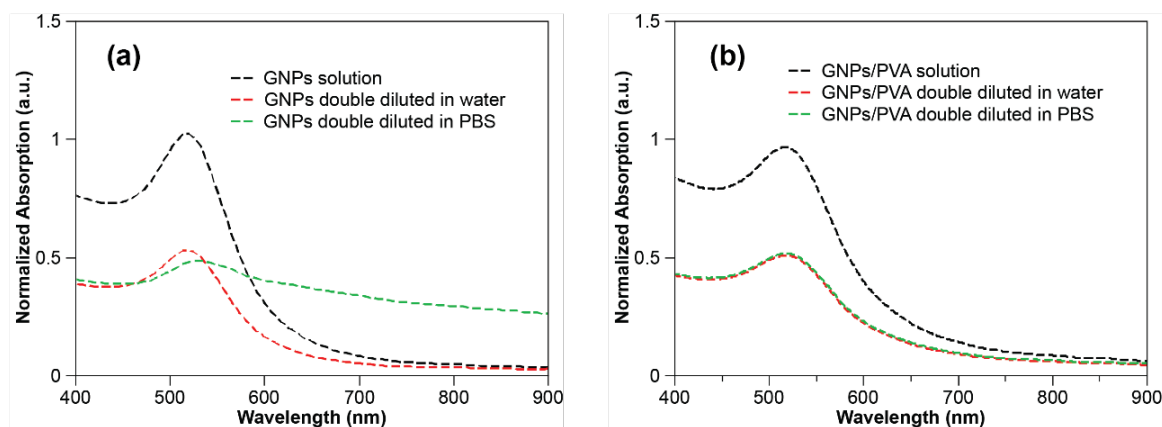 (a)
GNPs solution
GNPs double diluted in water
GNPs double diluted in PBS
Normalized Absorption (a.u.)
1.5
1
0.5
0
400 500 600 700 800 900
Wavelength (nm)
(b)
GNPs/PVA solution
GNPs/PVA double diluted in water
GNPs/PVA double diluted in PBS
Normalized Absorption (a.u.)
1.5
1
0.5
0
400 500 600 700 800 900
Wavelength (nm)